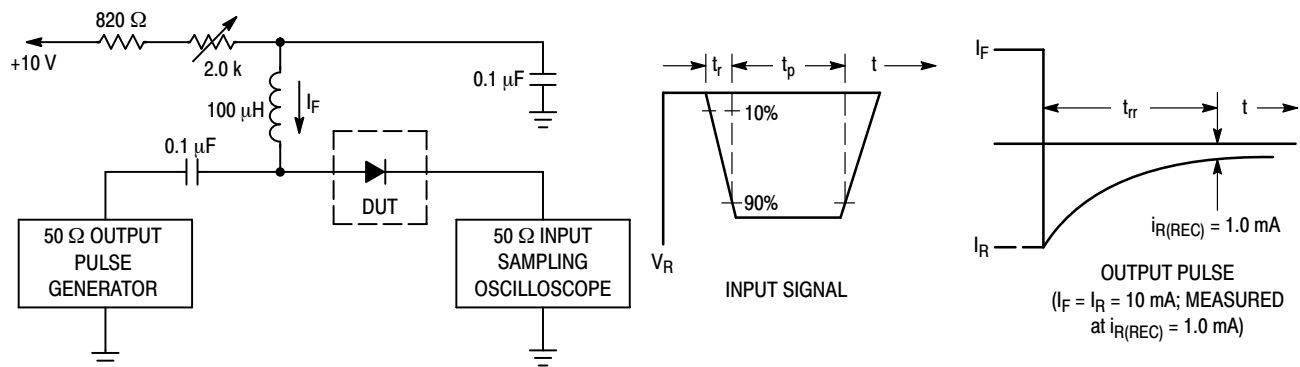 820 Ω
+10 V
2.0 k
100 μH
I_F
0.1 μF
0.1 μF
DUT
50 Ω OUTPUT
PULSE
GENERATOR
50 Ω INPUT
SAMPLING
OSCILLOSCOPE
t_r
t_p
t
10%
90%
V_R
INPUT SIGNAL
I_F
t_rr
t
I_R
i_R(REC) = 1.0 mA
OUTPUT PULSE
(I_F = I_R = 10 mA; MEASURED
at i_R(REC) = 1.0 mA)